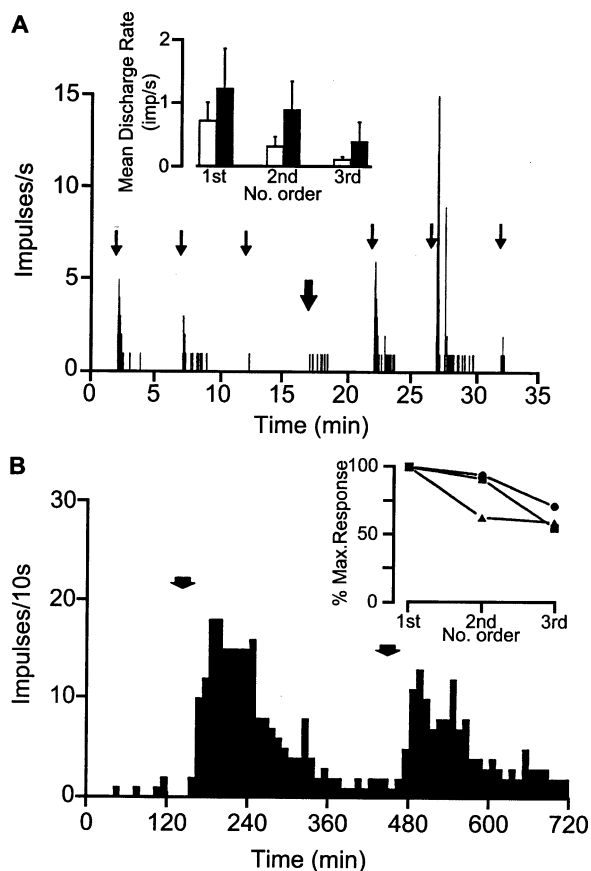 A
Mean Discharge Rate
(imp/s)
2
1
0
1st 2nd 3rd
No. order
Impulses/s
15
10
5
0
0 5 10 15 20 25 30 35
Time (min)
B
% Max.Response
100
50
0
1st 2nd 3rd
No. order
Impulses/10s
30
20
10
0
0 120 240 360 480 600 720
Time (min)